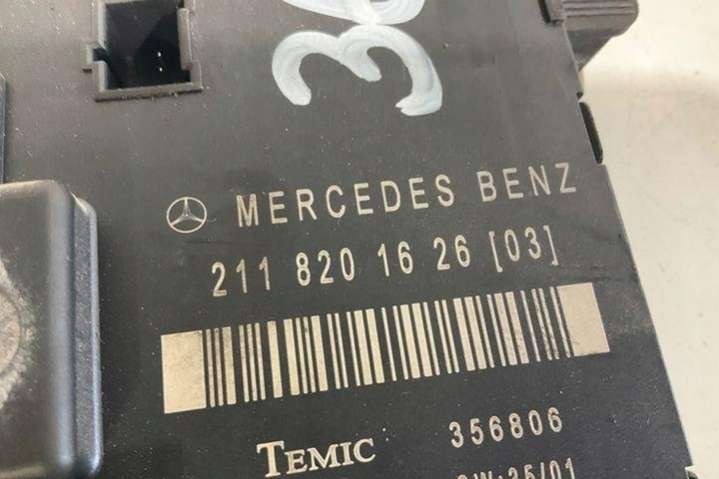 MERCEDES BENZ
211 820 16 26 [03]
TEMIC
356806